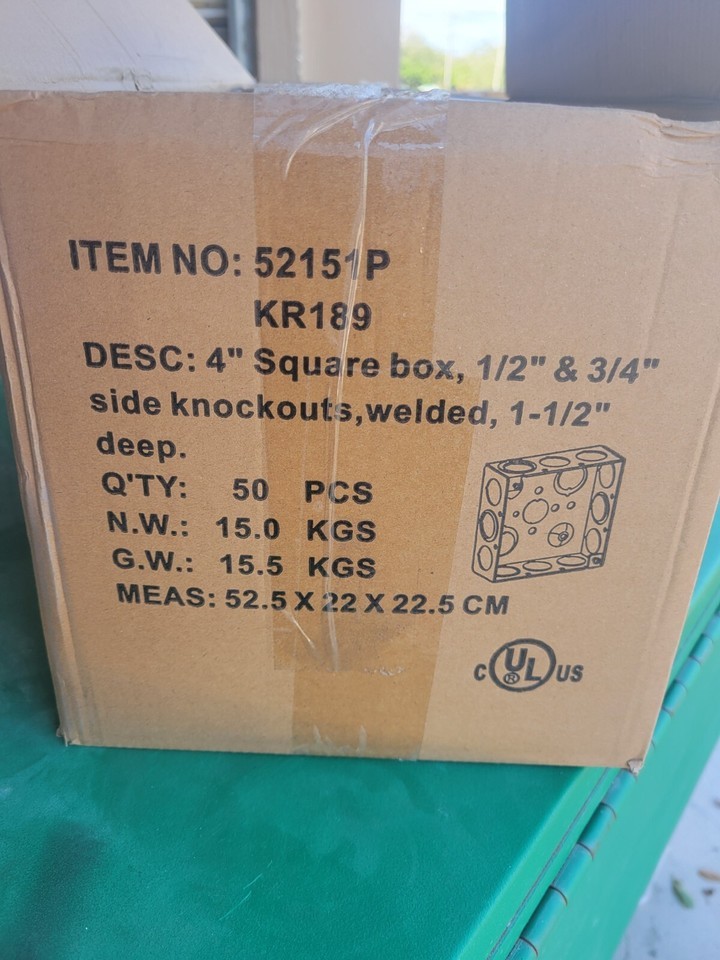 ITEM NO: 52151P
KR189
DESC: 4" Square box, 1/2" & 3/4"
side knockouts,welded, 1-1/2"
deep.
Q'TY: 50 PCS
N.W.: 15.0 KGS
G.W.: 15.5 KGS
MEAS: 52.5 X 22 X 22.5 CM
C UL® US